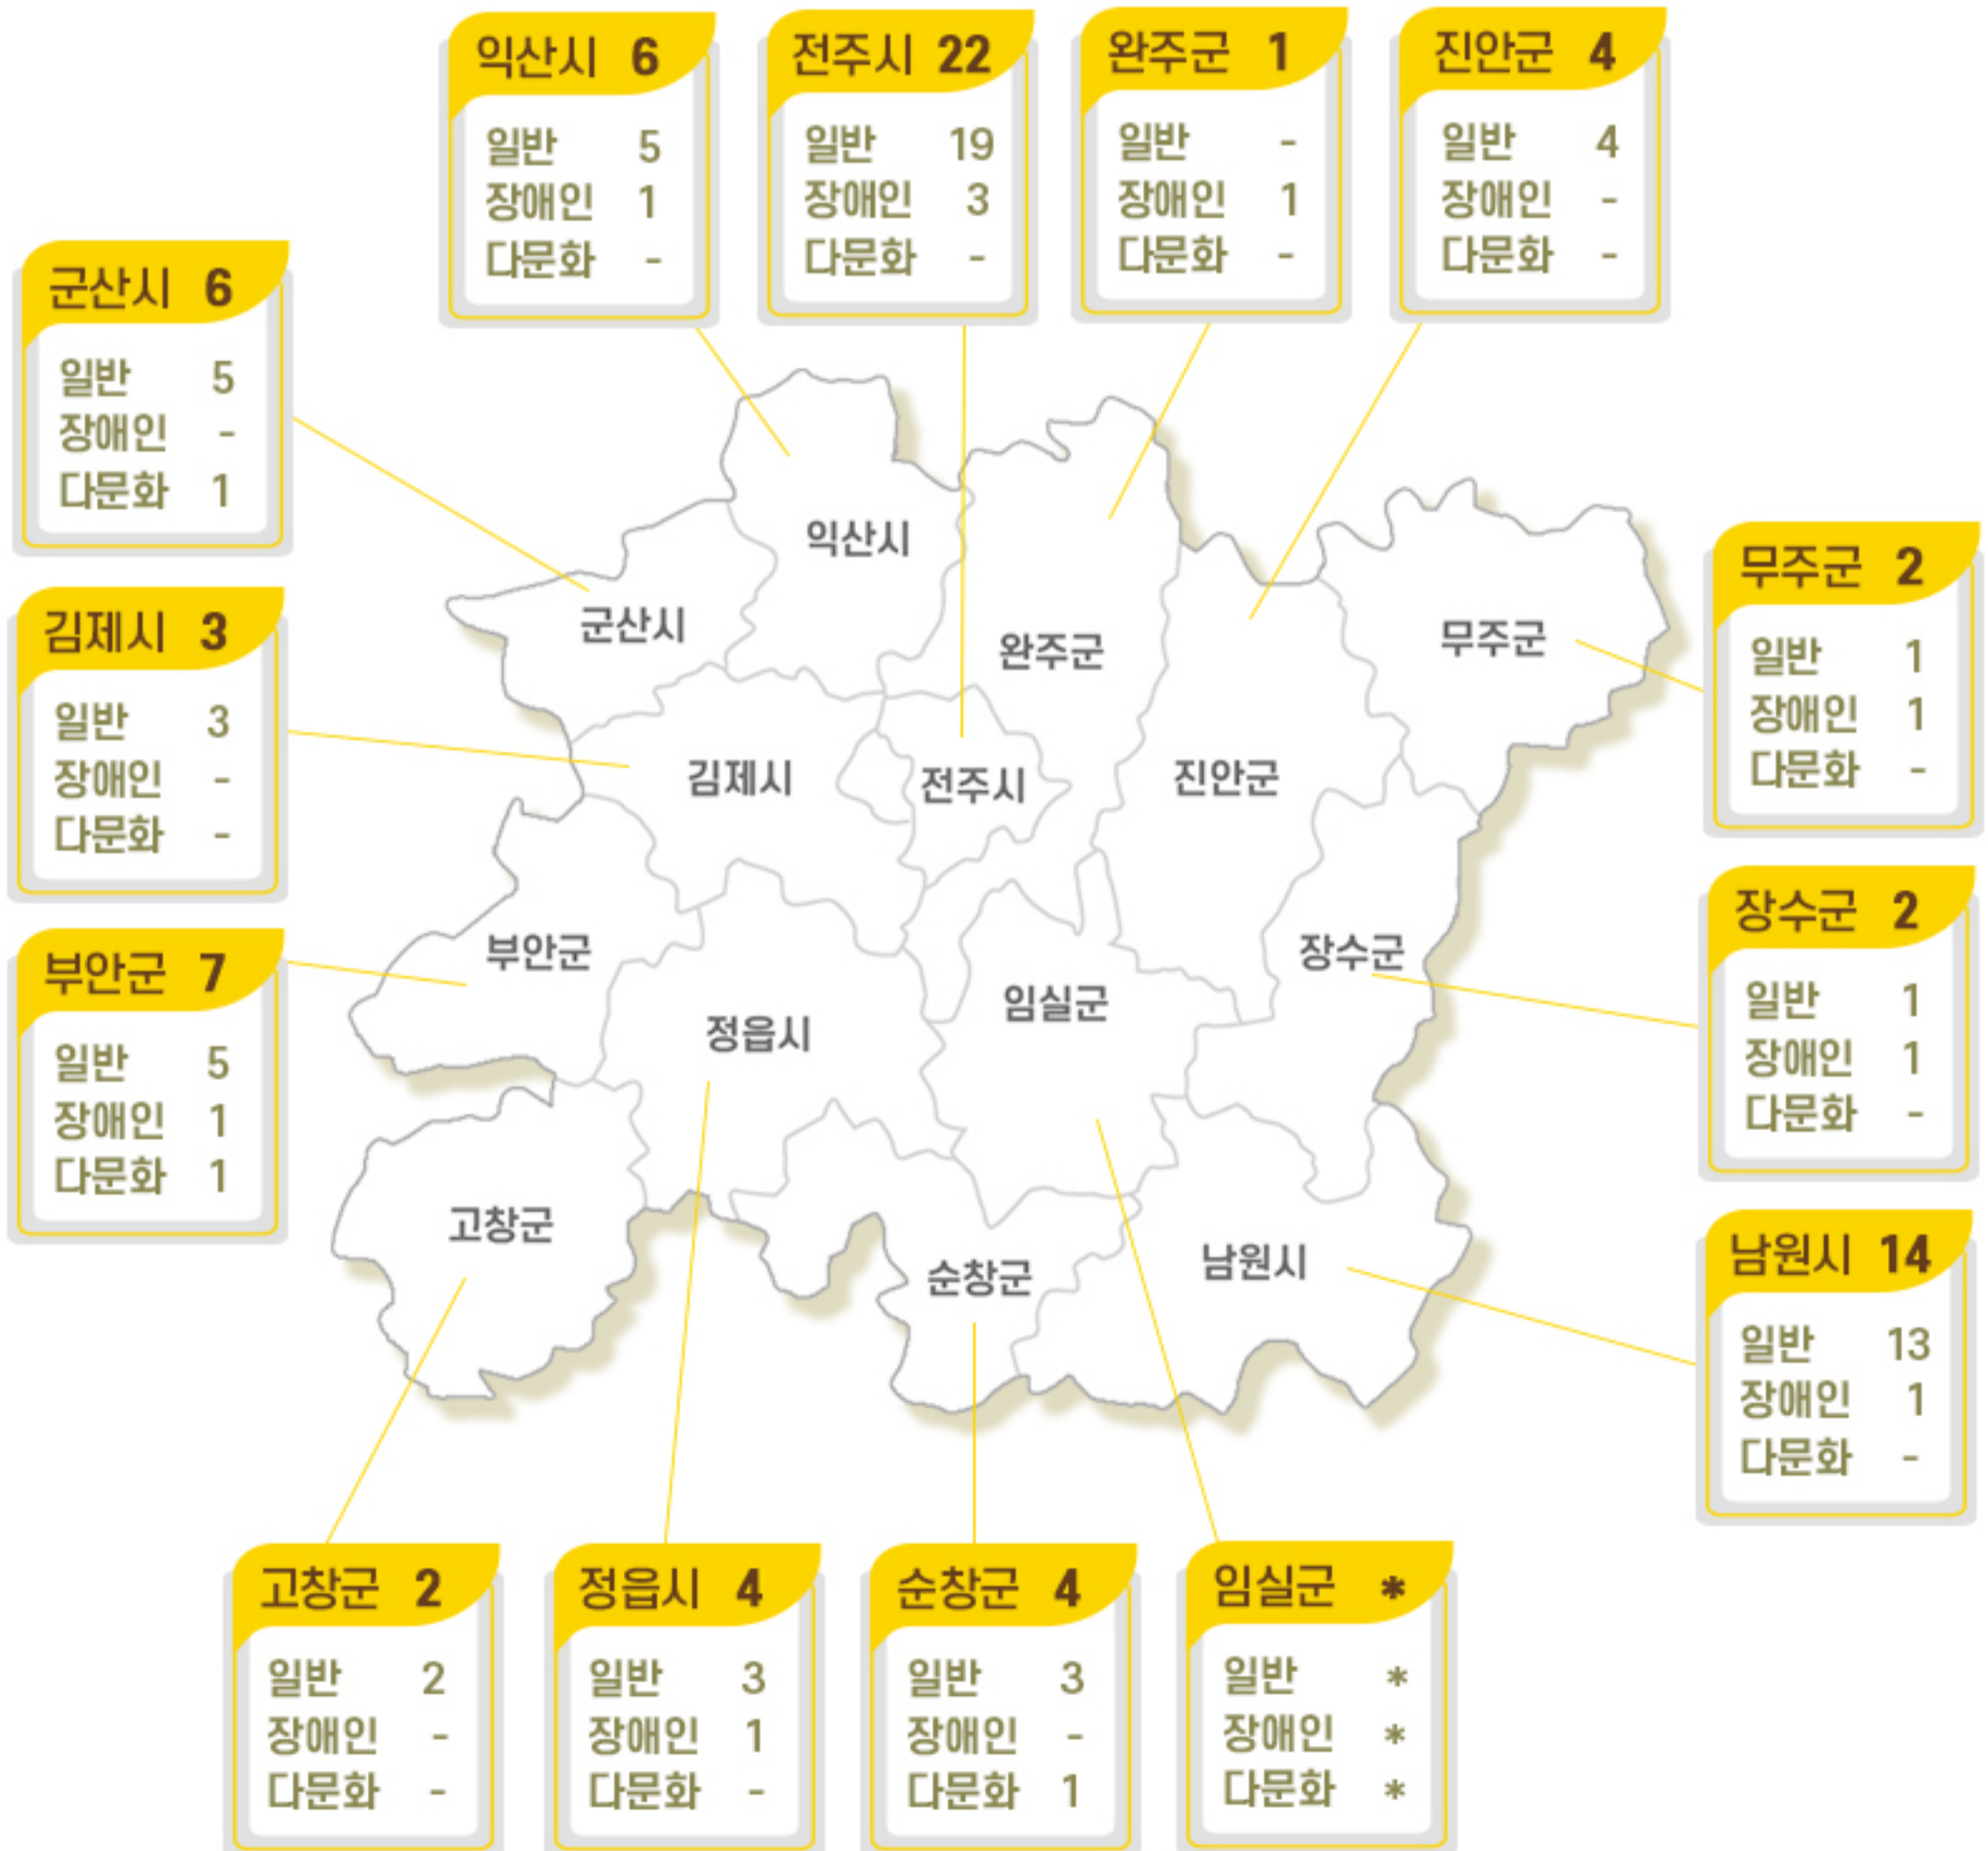 익산시 6
일반 5
장애인 1
다문화 -
전주시 22
일반 19
장애인 3
다문화 -
완주군 1
일반 -
장애인 1
다문화 -
진안군 4
일반 4
장애인 -
다문화 -
군산시 6
일반 5
장애인 -
다문화 1
김제시 3
일반 3
장애인 -
다문화 -
부안군 7
일반 5
장애인 1
다문화 1
익산시
군산시
완주군
무주군
김제시
전주시
진안군
부안군
장수군
임실군
정읍시
고창군
순창군
남원시
무주군 2
일반 1
장애인 1
다문화 -
장수군 2
일반 1
장애인 1
다문화 -
남원시 14
일반 13
장애인 1
다문화 -
고창군 2
일반 2
장애인 -
다문화 -
정읍시 4
일반 3
장애인 1
다문화 -
순창군 4
일반 3
장애인 -
다문화 1
임실군 *
일반 *
장애인 *
다문화 *